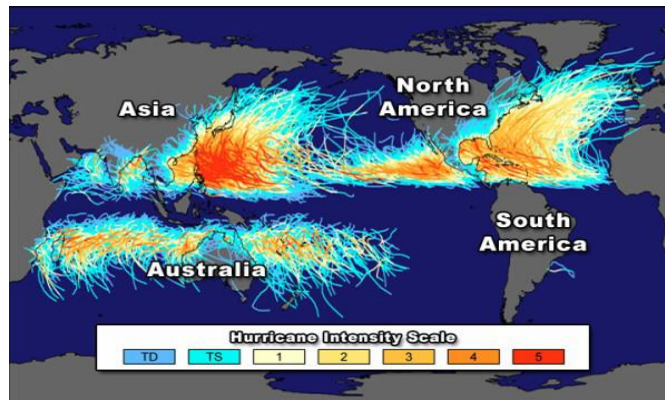 North
America
Asia
South
America
Australia
Hurricane Intensity Scale
TD TS 1 2 3 4 5